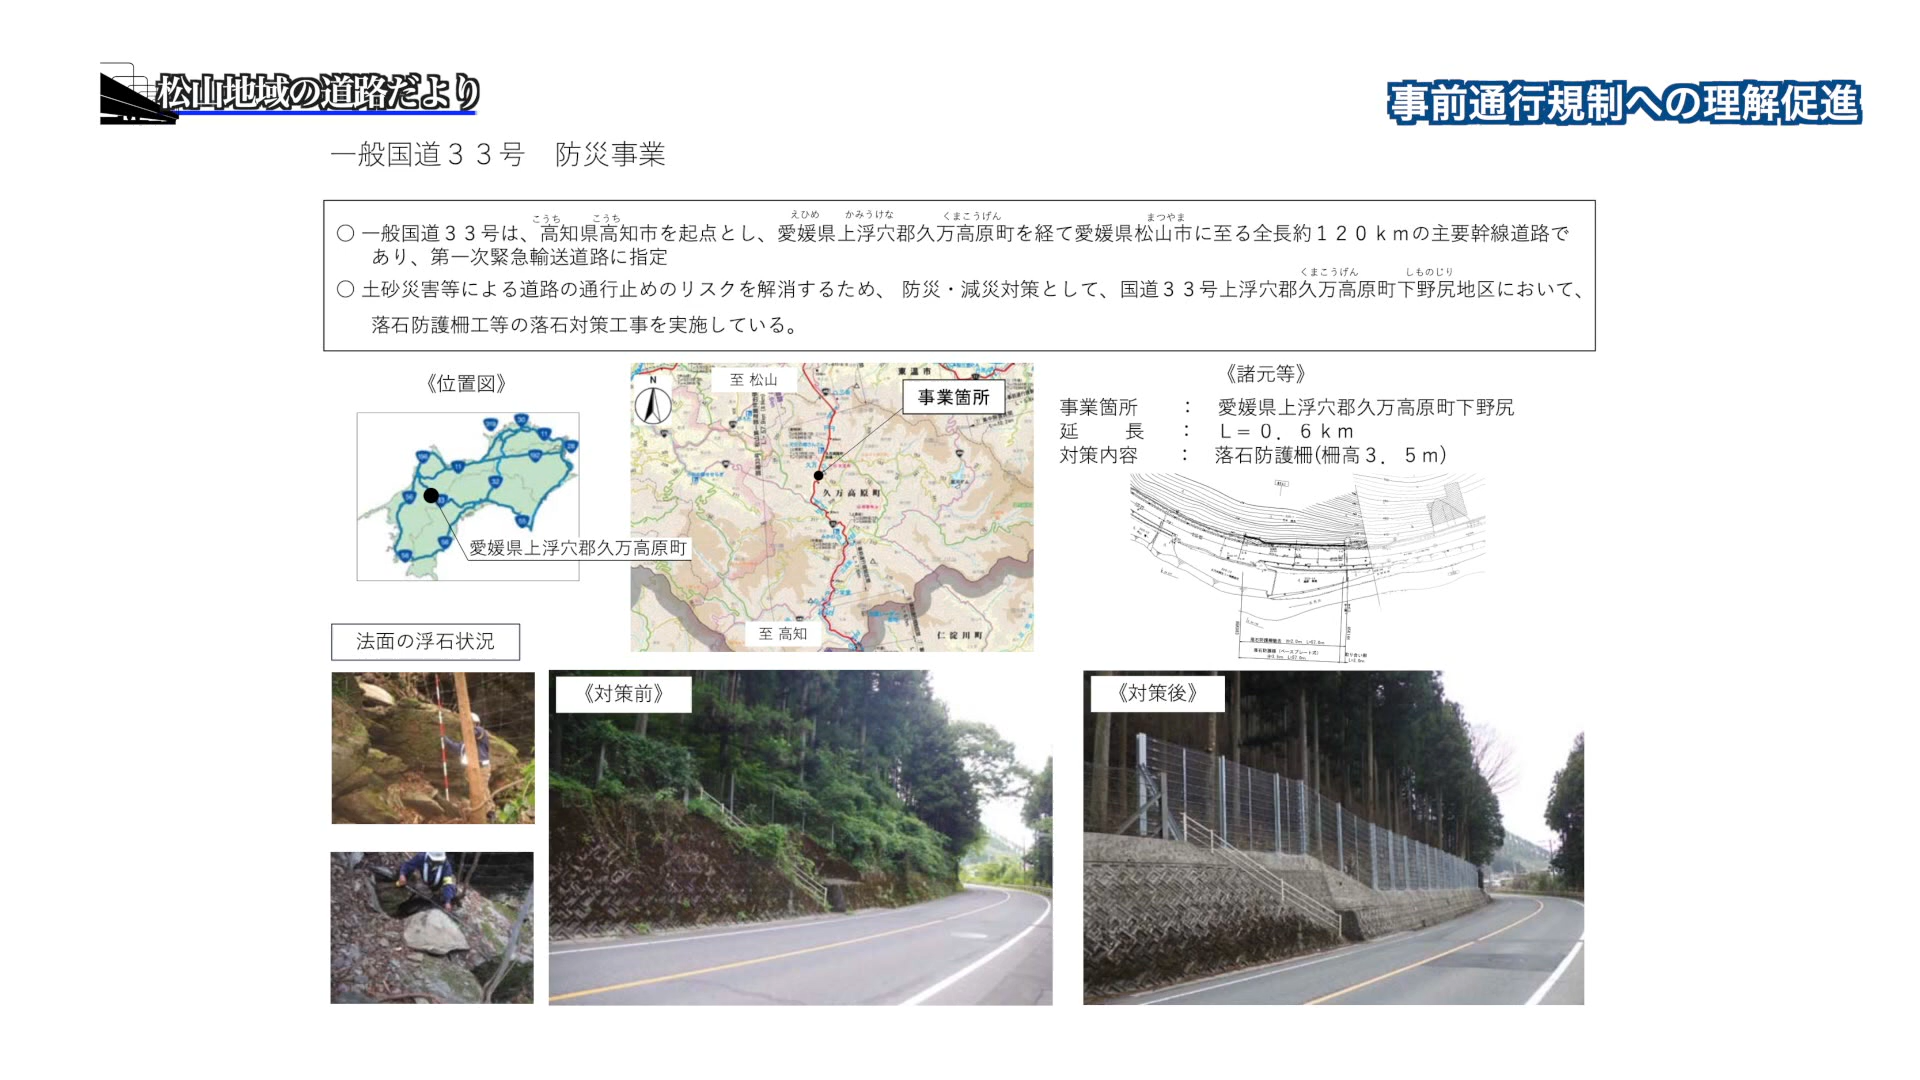 松山地域の道路だより
事前通行規制への理解促進
一般国道３３号　防災事業
こうち　こうち　えひめ　かみうけな　くまこうげん　まつやま
○ 一般国道３３号は、高知県高知市を起点とし、愛媛県上浮穴郡久万高原町を経て愛媛県松山市に至る全長約１２０ｋｍの主要幹線道路で
あり、第一次緊急輸送道路に指定
くまこうげん　しものじり
○ 土砂災害等による道路の通行止めのリスクを解消するため、 防災・減災対策として、国道３３号上浮穴郡久万高原町下野尻地区において、
落石防護柵工等の落石対策工事を実施している。
《位置図》
愛媛県上浮穴郡久万高原町
N
至 松山
東温市
事業箇所
久万高原町
至 高知
仁淀川町
《諸元等》
事業箇所　：　愛媛県上浮穴郡久万高原町下野尻
延　　長　：　Ｌ＝０．６ｋｍ
対策内容　：　落石防護柵(柵高３．５ｍ)
法面の浮石状況
《対策前》
《対策後》